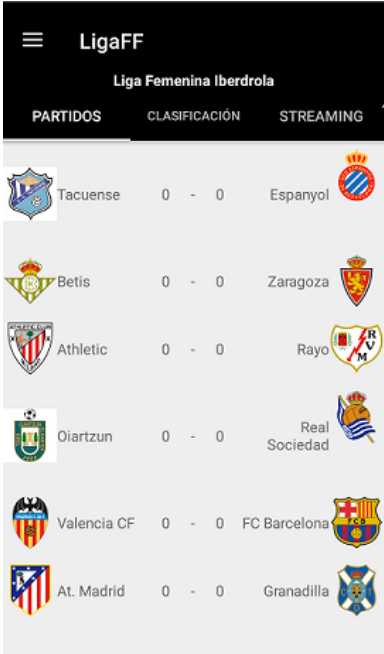 LigaFF
Liga Femenina Iberdrola
PARTIDOS CLASIFICACIÓN STREAMING
Tacuense 0 - 0 Espanyol
Betis 0 - 0 Zaragoza
Athletic 0 - 0 Rayo
Oiartzun 0 - 0 Real
Sociedad
Valencia CF 0 - 0 FC Barcelona
At. Madrid 0 - 0 Granadilla